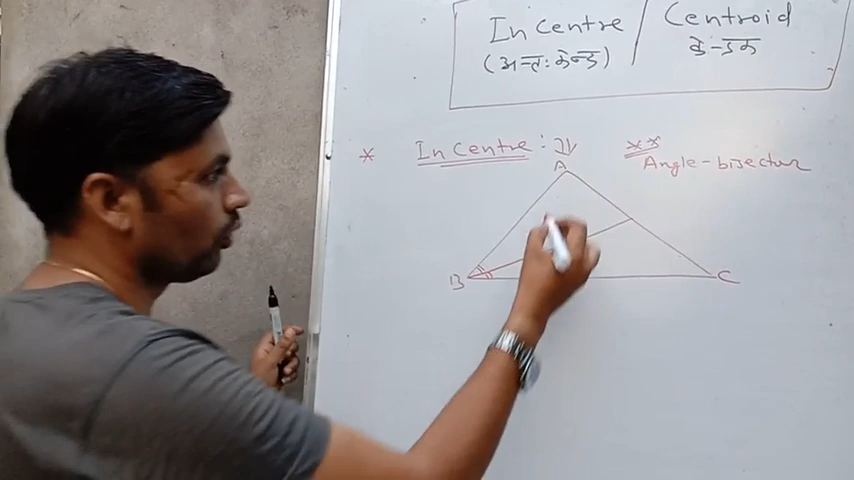 Incentre / Centroid
(अन्तः केन्द्र) केन्द्रक
* Incentre : ** 
Angle-bisector
A
B C